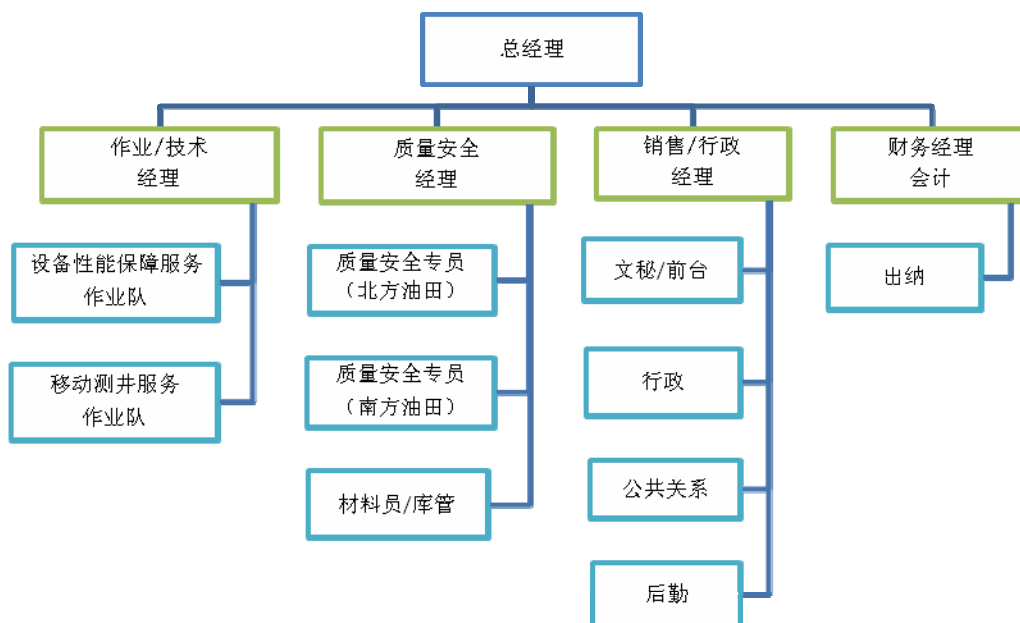 总经理
作业/技术
经理
质量安全
经理
销售/行政
经理
财务经理
会计
设备性能保障服务
作业队
质量安全专员
（北方油田）
文秘/前台
出纳
移动测井服务
作业队
质量安全专员
（南方油田）
行政
材料员/库管
公共关系
后勤